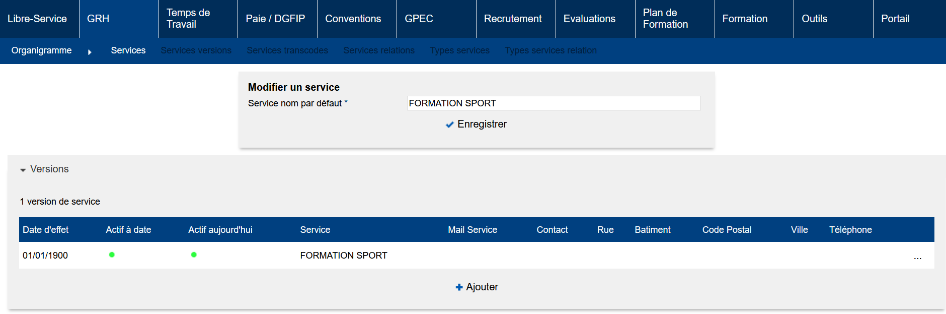 Libre-Service GRH Temps de Travail Paie / DGFIP Conventions GPEC Recrutement Evaluations Plan de Formation Formation Outils Portail
Organigramme Services Services versions Services transcodes Services relations Types services Types services relation
Modifier un service
Service nom par défaut * FORMATION SPORT
Enregistrer
Versions
1 version de service
Date d'effet Actif à date Actif aujourd'hui Service Mail Service Contact Rue Batiment Code Postal Ville Téléphone
01/01/1900 FORMATION SPORT ...
Ajouter